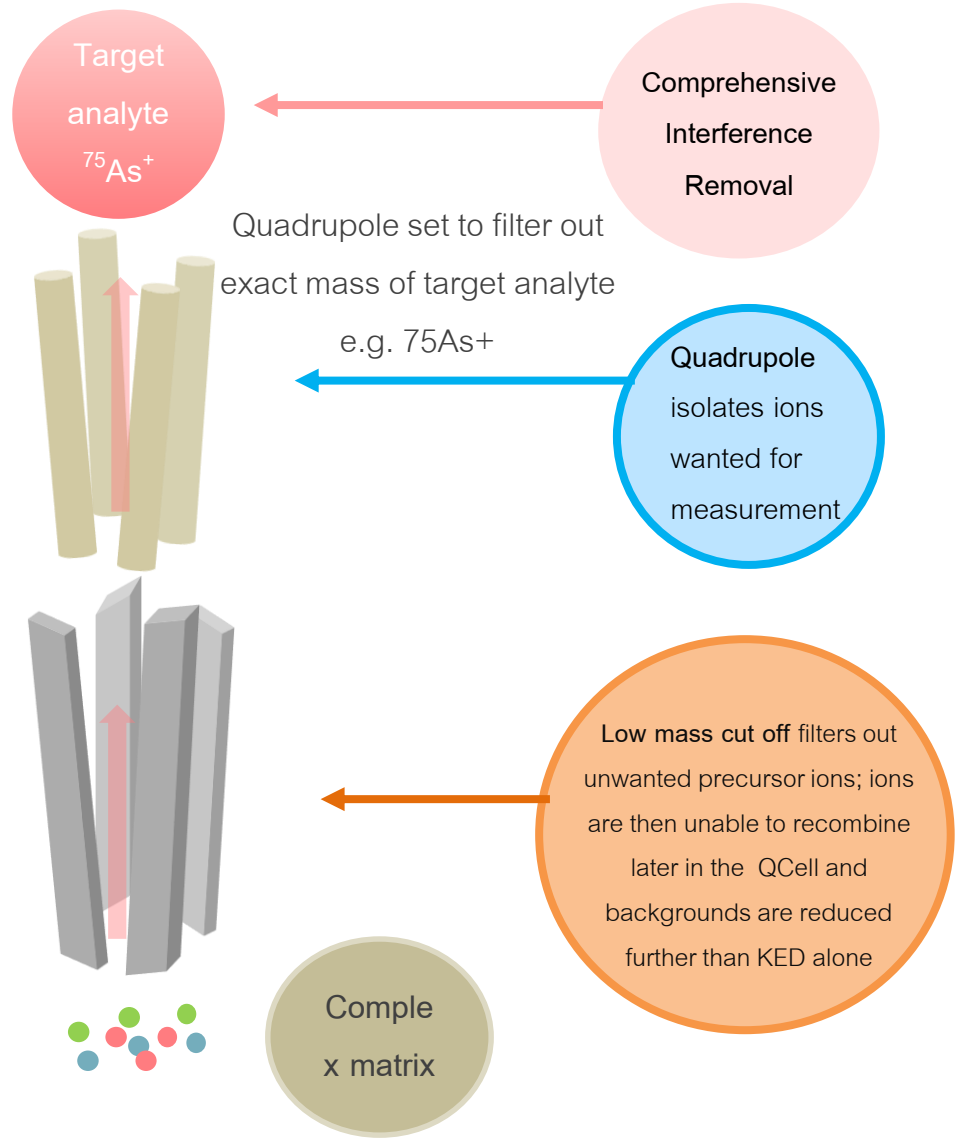 Target
analyte
⁷⁵As⁺
Comprehensive
Interference
Removal
Quadrupole set to filter out
exact mass of target analyte
e.g. 75As+
Quadrupole
isolates ions
wanted for
measurement
Low mass cut off filters out
unwanted precursor ions; ions
are then unable to recombine
later in the QCell and
backgrounds are reduced
further than KED alone
Comple
x matrix